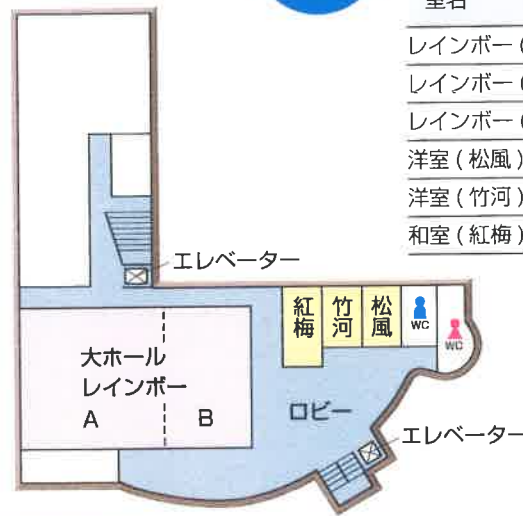 室名
レインボー (
レインボー (
レインボー (
洋室 ( 松風 )
洋室 ( 竹河 )
和室 ( 紅梅 )
エレベーター
紅梅
竹河
松風
WC
WC
大ホール
レインボー
A
B
ロビー
エレベーター